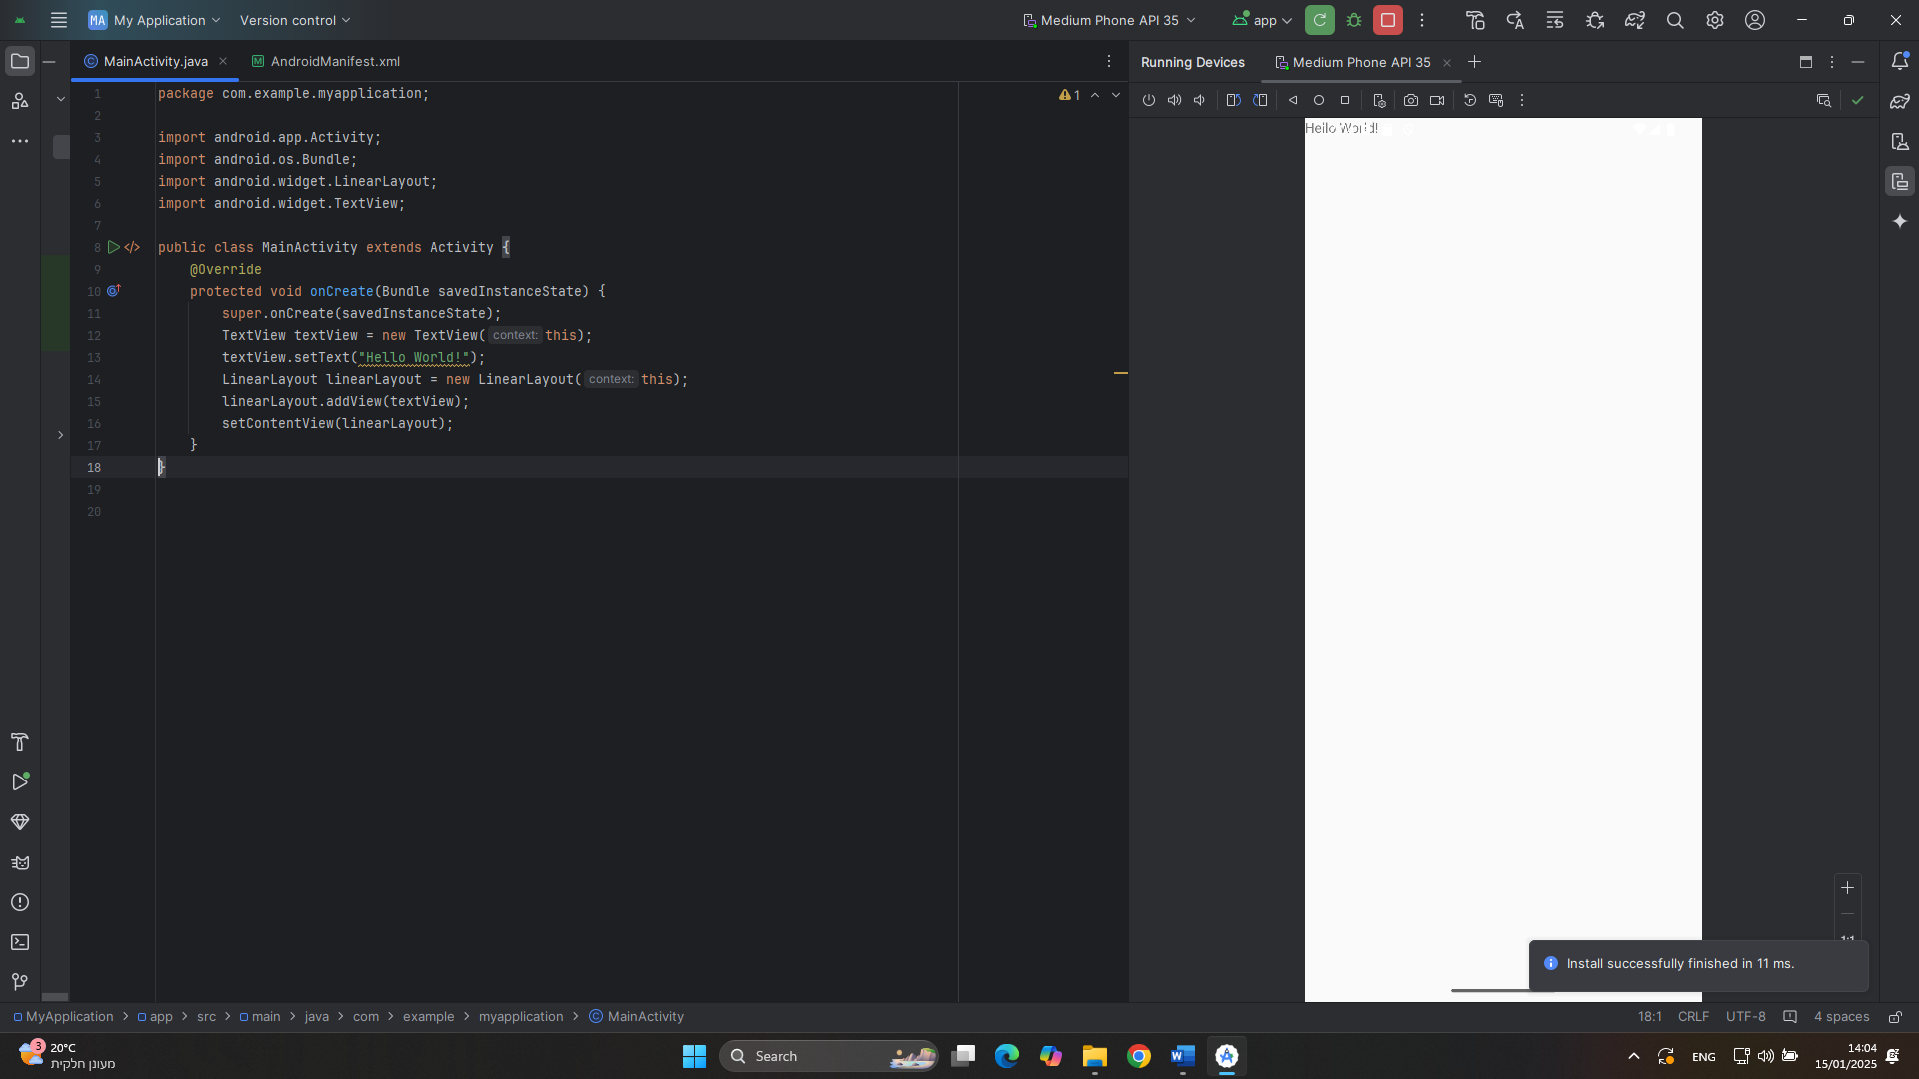 MA My Application
Version control
Medium Phone API 35
app
MainActivity.java
AndroidManifest.xml
Running Devices
Medium Phone API 35
1 package com.example.myapplication;
1
2
3 import android.app.Activity;
4 import android.os.Bundle;
5 import android.widget.LinearLayout;
6 import android.widget.TextView;
7
8 public class MainActivity extends Activity {
9 @Override
10 protected void onCreate(Bundle savedInstanceState) {
11 super.onCreate(savedInstanceState);
12 TextView textView = new TextView( context: this);
13 textView.setText("Hello World!");
14 LinearLayout linearLayout = new LinearLayout( context: this);
15 linearLayout.addView(textView);
16 setContentView(linearLayout);
17 }
18 }
19
20
Hello World!
1:1
Install successfully finished in 11 ms.
MyApplication > app > src > main > java > com > example > myapplication > MainActivity
18:1 CRLF UTF-8 4 spaces
3
20°C
מעונן חלקית
Search
ENG
14:04
15/01/2025